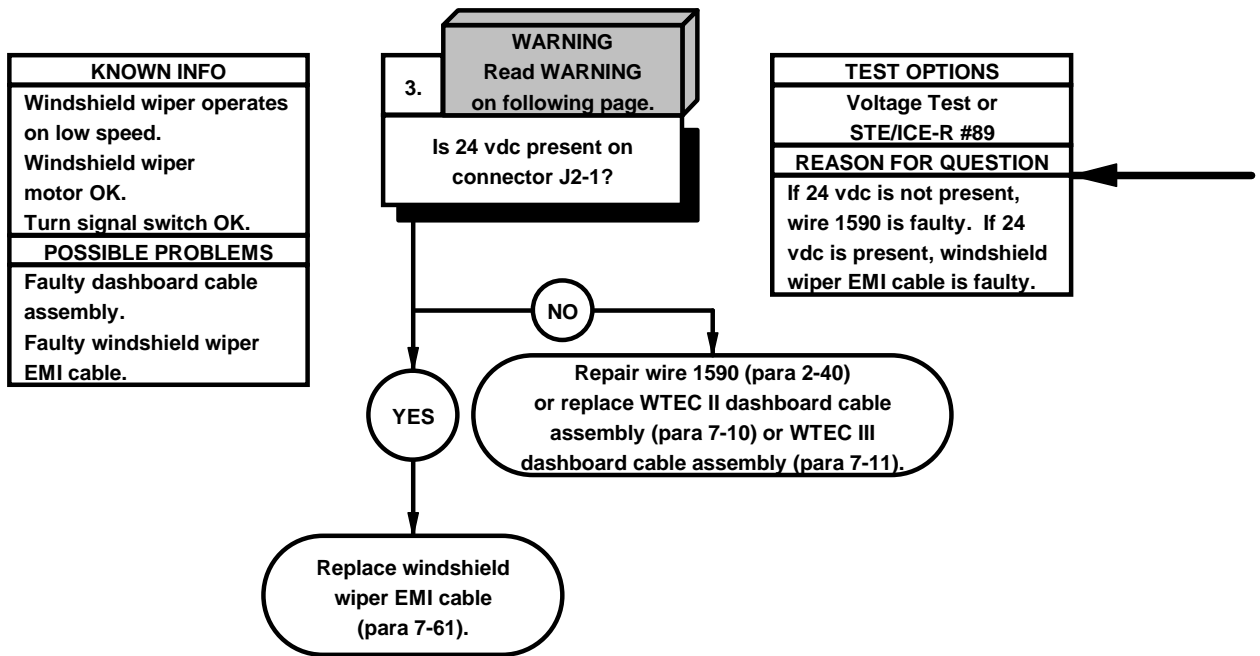 KNOWN INFO
Windshield wiper operates
on low speed.
Windshield wiper
motor OK.
Turn signal switch OK.
POSSIBLE PROBLEMS
Faulty dashboard cable
assembly.
Faulty windshield wiper
EMI cable.
WARNING
Read WARNING
on following page.
3.
Is 24 vdc present on
connector J2-1?
TEST OPTIONS
Voltage Test or
STE/ICE-R #89
REASON FOR QUESTION
If 24 vdc is not present,
wire 1590 is faulty. If 24
vdc is present, windshield
wiper EMI cable is faulty.
NO
Repair wire 1590 (para 2-40)
or replace WTEC II dashboard cable
assembly (para 7-10) or WTEC III
dashboard cable assembly (para 7-11).
YES
Replace windshield
wiper EMI cable
(para 7-61).